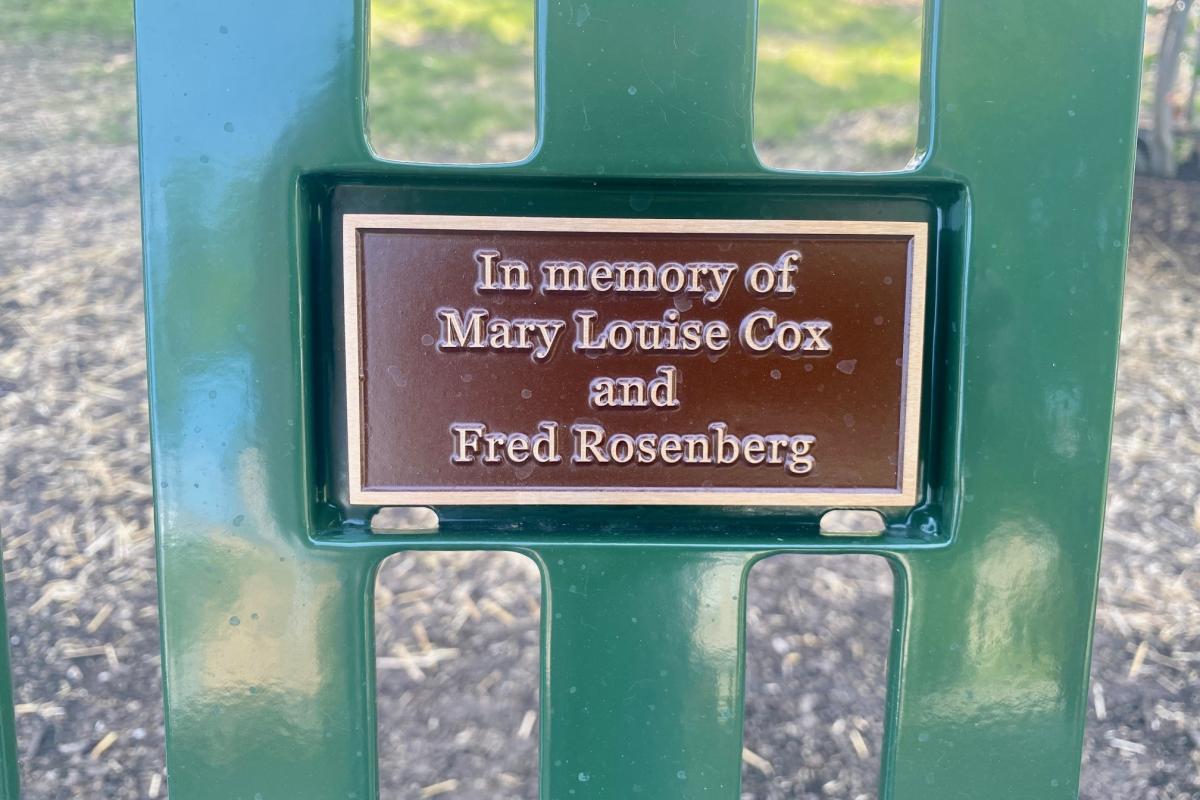 In memory of
Mary Louise Cox
and
Fred Rosenberg